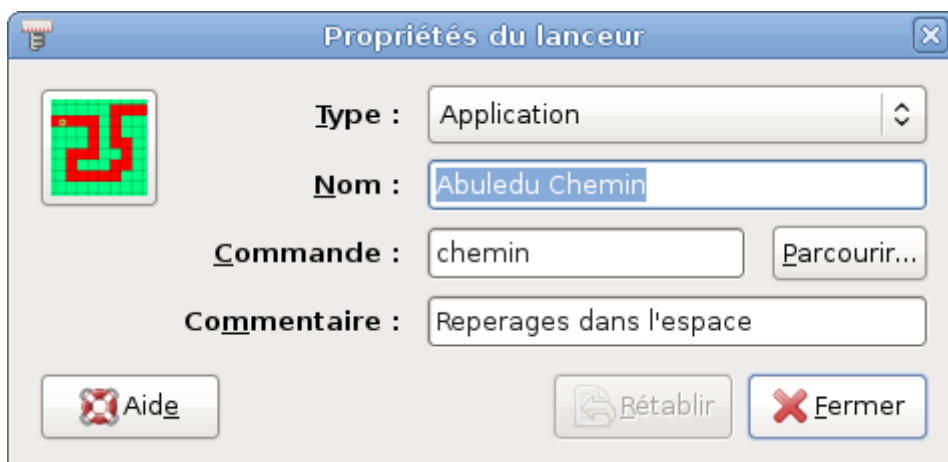 Propriétés du lanceur
Type : Application
Nom : Abuledu Chemin
Commande : chemin Parcourir...
Commentaire : Reperages dans l'espace
Aide Rétablir Fermer